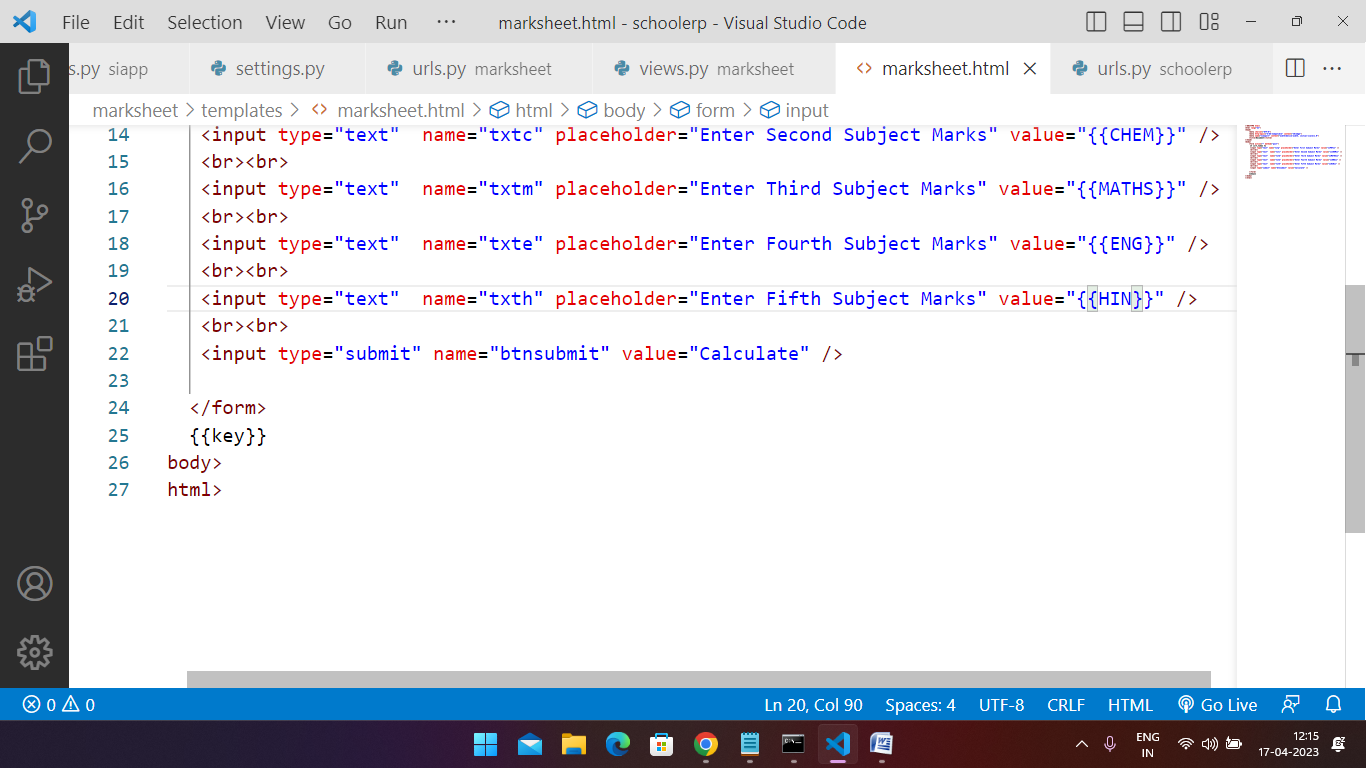 File Edit Selection View Go Run ··· marksheet.html - schoolerp - Visual Studio Code
s.py siapp settings.py urls.py marksheet views.py marksheet marksheet.html urls.py schoolerp ···
marksheet > templates > marksheet.html > html > body > form > input
14 <input type="text"  name="txtc" placeholder="Enter Second Subject Marks" value="{{CHEM}}" />
15 <br><br>
16 <input type="text"  name="txtm" placeholder="Enter Third Subject Marks" value="{{MATHS}}" />
17 <br><br>
18 <input type="text"  name="txte" placeholder="Enter Fourth Subject Marks" value="{{ENG}}" />
19 <br><br>
20 <input type="text"  name="txth" placeholder="Enter Fifth Subject Marks" value="{{HIN}}" />
21 <br><br>
22 <input type="submit" name="btnsubmit" value="Calculate" />
23
24 </form>
25 {{key}}
26 body>
27 html>
0 0 Ln 20, Col 90 Spaces: 4 UTF-8 CRLF HTML Go Live
ENG 12:15
IN 17-04-2023